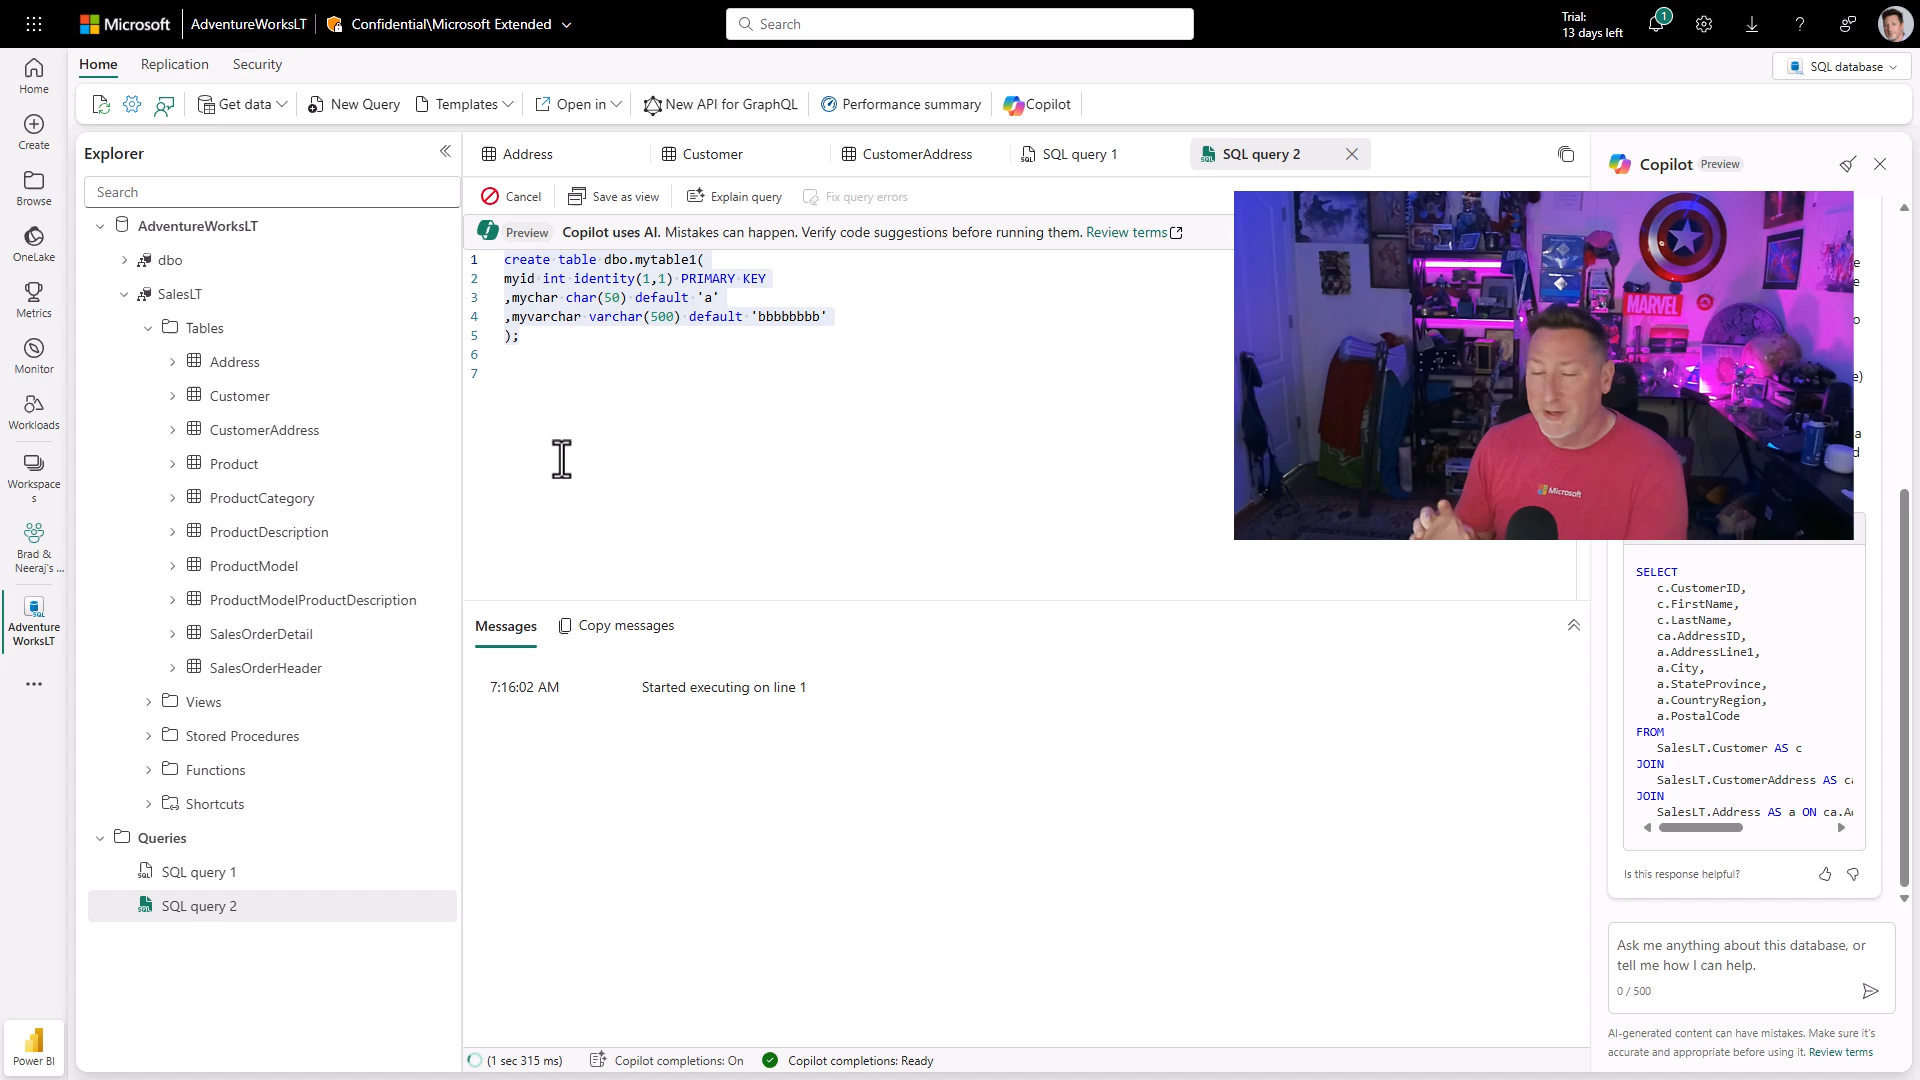 Microsoft
AdventureWorksLT
Confidential\Microsoft Extended
Search
Trial:
13 days left
1
Home
Replication
Security
SQL database
Get data
New Query
Templates
Open in
New API for GraphQL
Performance summary
Copilot
Home
Create
Browse
OneLake
Metrics
Monitor
Workloads
Workspace
s
Brad &
Neeraj's ...
SQL
Adventure
WorksLT
Power BI
Explorer
Search
AdventureWorksLT
dbo
SalesLT
Tables
Address
Customer
CustomerAddress
Product
ProductCategory
ProductDescription
ProductModel
ProductModelProductDescription
SalesOrderDetail
SalesOrderHeader
Views
Stored Procedures
Functions
Shortcuts
Queries
SQL query 1
SQL query 2
Address
Customer
CustomerAddress
SQL query 1
SQL query 2
Cancel
Save as view
Explain query
Fix query errors
Preview
Copilot uses AI. Mistakes can happen. Verify code suggestions before running them. Review terms
1 create table dbo.mytable1(
2 myid int identity(1,1) PRIMARY KEY
3 ,mychar char(50) default 'a'
4 ,myvarchar varchar(500) default 'bbbbbbbb'
5 );
6
7
Messages
Copy messages
7:16:02 AM Started executing on line 1
(1 sec 315 ms)
Copilot completions: On
Copilot completions: Ready
Copilot
Preview
MARVEL
Microsoft
SELECT
c.CustomerID,
c.FirstName,
c.LastName,
ca.AddressID,
a.AddressLine1,
a.City,
a.StateProvince,
a.CountryRegion,
a.PostalCode
FROM
SalesLT.Customer AS c
JOIN
SalesLT.CustomerAddress AS ca
JOIN
SalesLT.Address AS a ON ca.Ad
Is this response helpful?
Ask me anything about this database, or
tell me how I can help.
0 / 500
AI-generated content can have mistakes. Make sure it's
accurate and appropriate before using it. Review terms